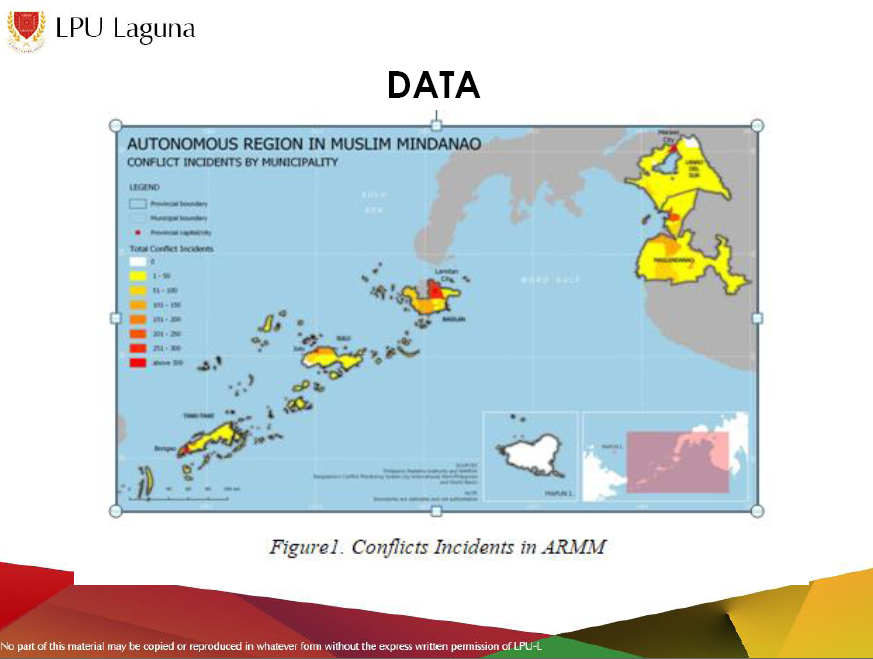 LPU Laguna
DATA
AUTONOMOUS REGION IN MUSLIM MINDANAO
CONFLICT INCIDENTS BY MUNICIPALITY
LEGEND
Provincial boundary
Municipal boundary
Provincial capital/city
Total Conflict Incidents
0
1 - 50
51 - 100
101 - 150
151 - 200
201 - 250
251 - 300
above 300
SULU
SEA
MORO GULF
Marawi
City
LANAO
DEL
SUR
MAGUINDANAO
Lamitan
City
BASILAN
SULU
Jolo
TAWI-TAWI
Bongao
SOURCES
NOTE
MAPUN I.
Figure1. Conflicts Incidents in ARMM
No part of this material may be copied or reproduced in whatever form without the express written permission of LPU-L